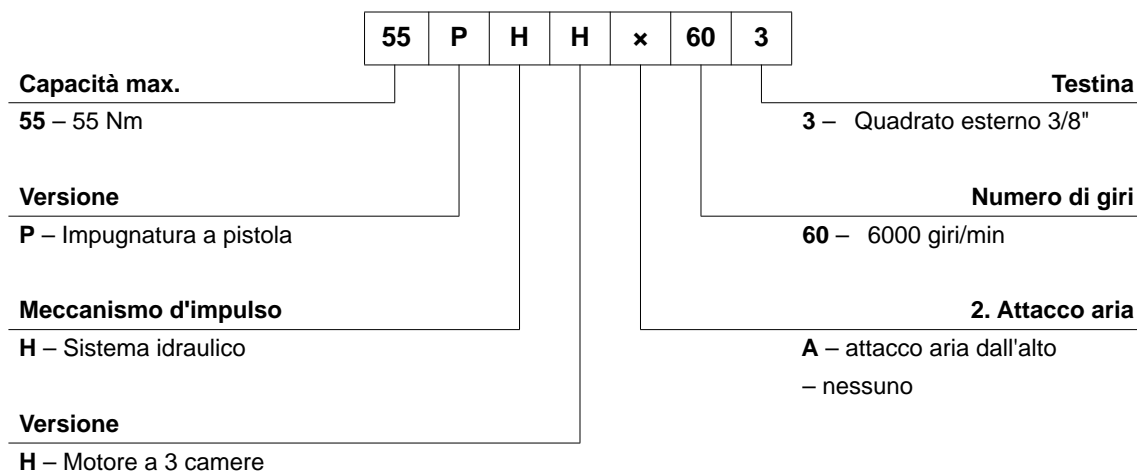 55 P H H × 60 3
Capacità max.
55 – 55 Nm
Versione
P – Impugnatura a pistola
Meccanismo d'impulso
H – Sistema idraulico
Versione
H – Motore a 3 camere
Testina
3 – Quadrato esterno 3/8"
Numero di giri
60 – 6000 giri/min
2. Attacco aria
A – attacco aria dall'alto
– nessuno